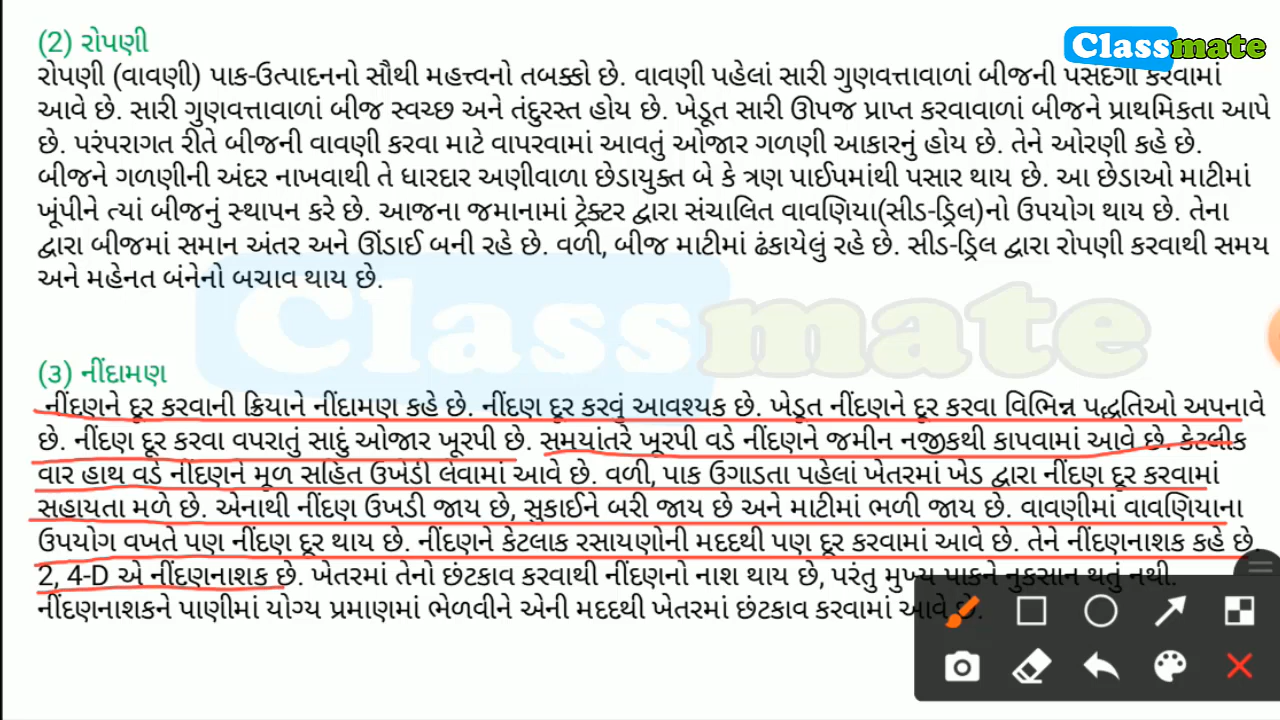 Classmate
(2) રોપણી
રોપણી (વાવણી) પાક-ઉત્પાદનનો સૌથી મહત્ત્વનો તબક્કો છે. વાવણી પહેલાં સારી ગુણવત્તાવાળાં બીજની પસંદગી કરવામાં
આવે છે. સારી ગુણવત્તાવાળાં બીજ સ્વચ્છ અને તંદુરસ્ત હોય છે. ખેડૂત સારી ઊપજ પ્રાપ્ત કરવાવાળાં બીજને પ્રાથમિકતા આપે
છે. પરંપરાગત રીતે બીજની વાવણી કરવા માટે વાપરવામાં આવતું ઓજાર ગળણી આકારનું હોય છે. તેને ઓરણી કહે છે.
બીજને ગળણીની અંદર નાખવાથી તે ધારદાર અણીવાળા છેડાયુક્ત બે કે ત્રણ પાઈપમાંથી પસાર થાય છે. આ છેડાઓ માટીમાં
ખૂંપીને ત્યાં બીજનું સ્થાપન કરે છે. આજના જમાનામાં ટ્રેક્ટર દ્વારા સંચાલિત વાવણિયા(સીડ-ડ્રિલ)નો ઉપયોગ થાય છે. તેના
દ્વારા બીજમાં સમાન અંતર અને ઊંડાઈ બની રહે છે. વળી, બીજ માટીમાં ઢંકાયેલું રહે છે. સીડ-ડ્રિલ દ્વારા રોપણી કરવાથી સમય
અને મહેનત બંનેનો બચાવ થાય છે.
Classmate
(૩) નીંદામણ
નીંદણને દૂર કરવાની ક્રિયાને નીંદામણ કહે છે. નીંદણ દૂર કરવું આવશ્યક છે. ખેડૂત નીંદણને દૂર કરવા વિભિન્ન પદ્ધતિઓ અપનાવે
છે. નીંદણ દૂર કરવા વપરાતું સાદું ઓજાર ખૂરપી છે. સમયાંતરે ખૂરપી વડે નીંદણને જમીન નજીકથી કાપવામાં આવે છે. કેટલીક
વાર હાથ વડે નીંદણને મૂળ સહિત ઉખેડી લેવામાં આવે છે. વળી, પાક ઉગાડતા પહેલાં ખેતરમાં ખેડ દ્વારા નીંદણ દૂર કરવામાં
સહાયતા મળે છે. એનાથી નીંદણ ઉખડી જાય છે, સુકાઈને બરી જાય છે અને માટીમાં ભળી જાય છે. વાવણીમાં વાવણિયાના
ઉપયોગ વખતે પણ નીંદણ દૂર થાય છે. નીંદણને કેટલાક રસાયણોની મદદથી પણ દૂર કરવામાં આવે છે. તેને નીંદણનાશક કહે છે.
2, 4-D એ નીંદણનાશક છે. ખેતરમાં તેનો છંટકાવ કરવાથી નીંદણનો નાશ થાય છે, પરંતુ મુખ્ય પાકને નુકસાન થતું નથી.
નીંદણનાશકને પાણીમાં યોગ્ય પ્રમાણમાં ભેળવીને એની મદદથી ખેતરમાં છંટકાવ કરવામાં આવે છે.